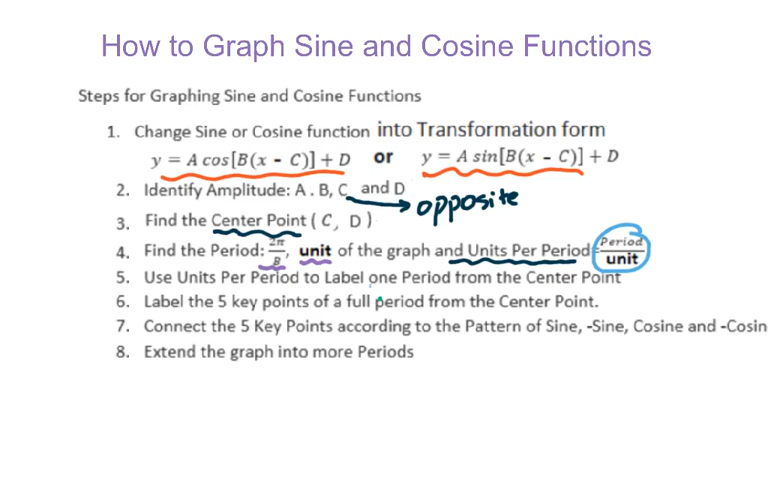 How to Graph Sine and Cosine Functions
Steps for Graphing Sine and Cosine Functions
1. Change Sine or Cosine function into Transformation form
y = A cos[B(x - C)] + D or y = A sin[B(x - C)] + D
2. Identify Amplitude: A . B, C and D → opposite
3. Find the Center Point ( C, D )
4. Find the Period: 2π/B, unit of the graph and Units Per Period= Period/unit
5. Use Units Per Period to Label one Period from the Center Point
6. Label the 5 key points of a full period from the Center Point.
7. Connect the 5 Key Points according to the Pattern of Sine, -Sine, Cosine and -Cosin
8. Extend the graph into more Periods